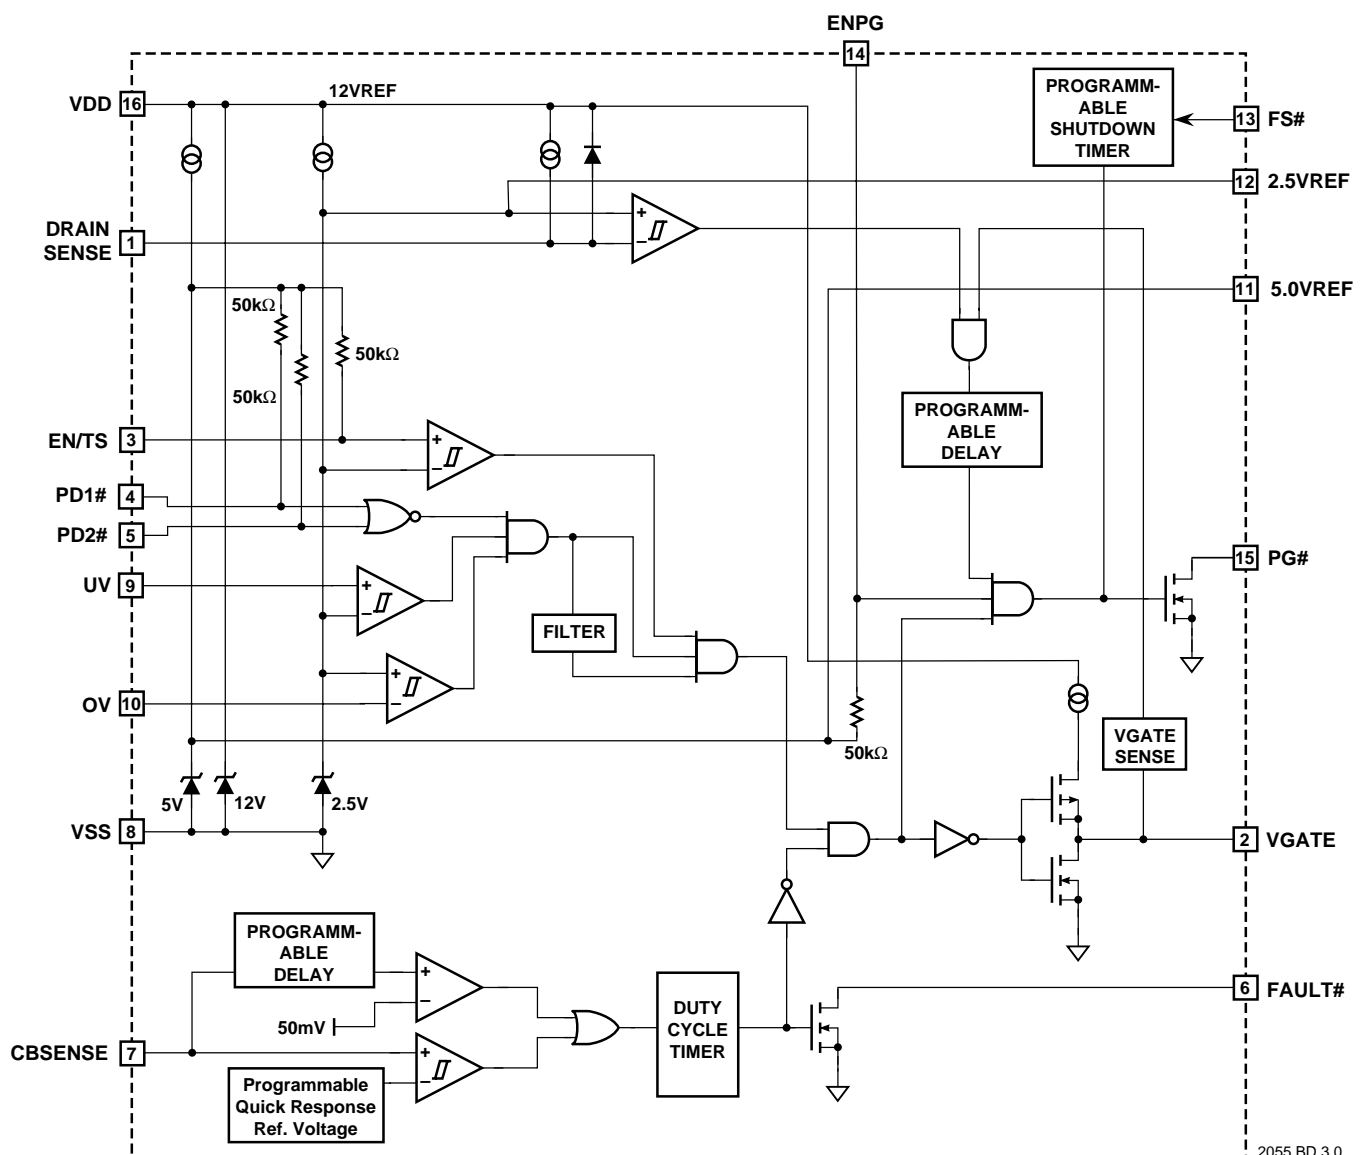 ENPG
14
VDD 16
12VREF
PROGRAMM-
ABLE
SHUTDOWN
TIMER
13 FS#
12 2.5VREF
DRAIN
SENSE
1
+
−
11 5.0VREF
50kΩ
50kΩ
50kΩ
PROGRAMM-
ABLE
DELAY
EN/TS 3
+
−
PD1# 4
PD2# 5
15 PG#
UV 9
+
−
FILTER
OV 10
+
−
50kΩ
VGATE
SENSE
5V
12V
2.5V
VSS 8
2 VGATE
PROGRAMM-
ABLE
DELAY
+
−
50mV
DUTY
CYCLE
TIMER
6 FAULT#
CBSENSE 7
+
−
Programmable
Quick Response
Ref. Voltage
2055 BD 3.0